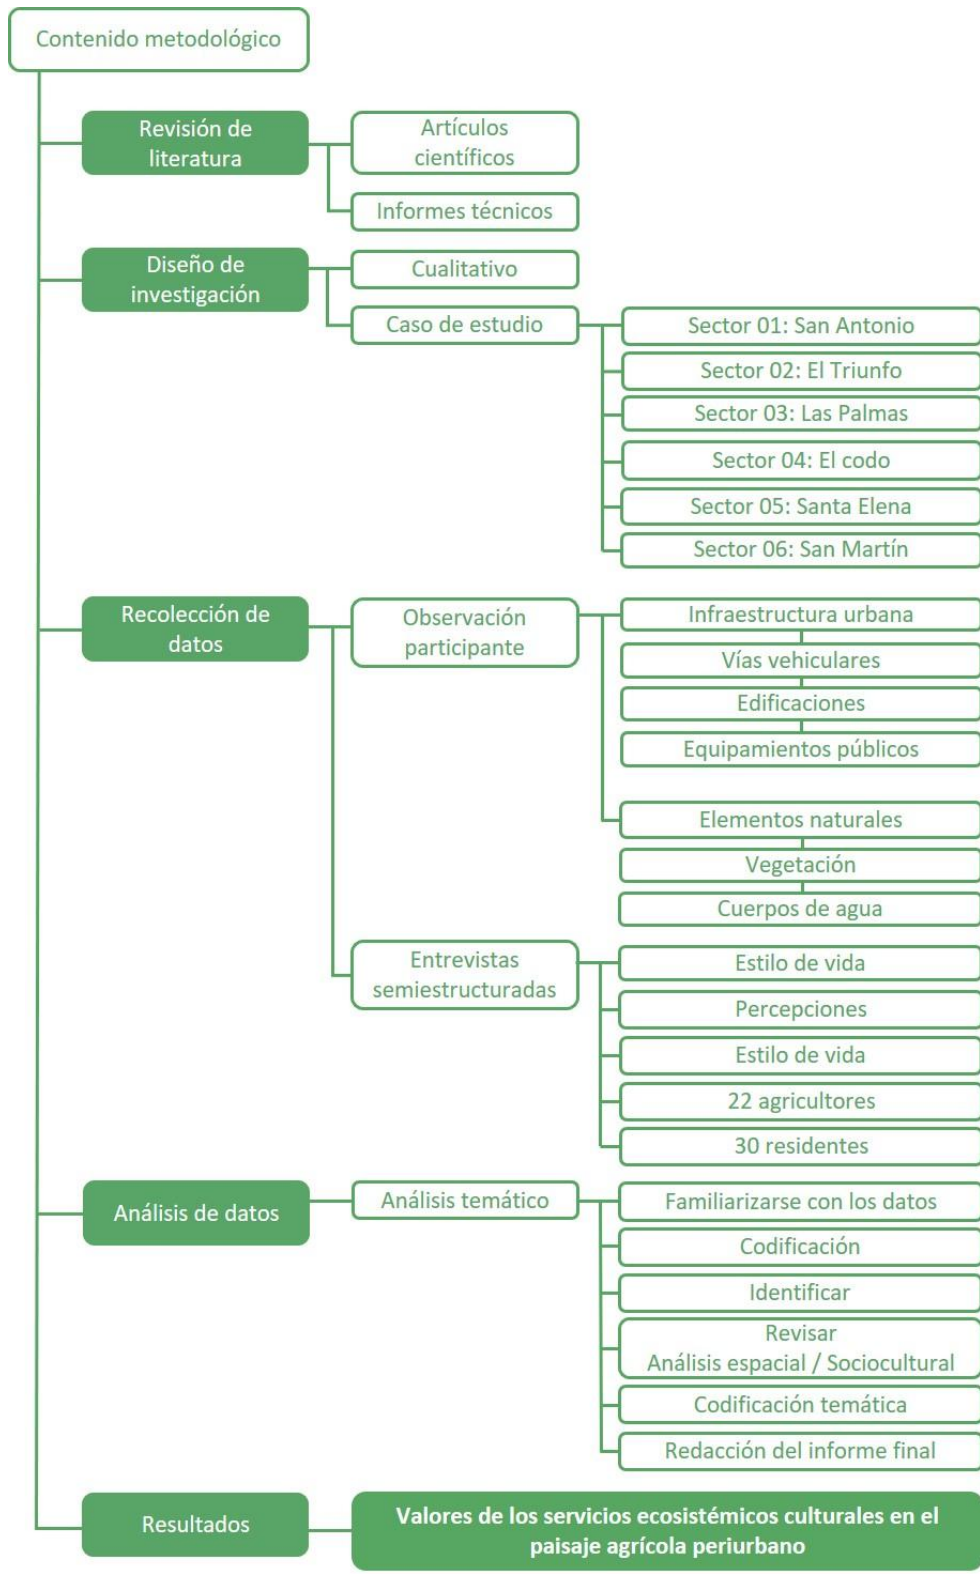 Contenido metodológico
Revisión de
literatura
Artículos
científicos
Informes técnicos
Diseño de
investigación
Cualitativo
Caso de estudio
Sector 01: San Antonio
Sector 02: El Triunfo
Sector 03: Las Palmas
Sector 04: El codo
Sector 05: Santa Elena
Sector 06: San Martín
Recolección de
datos
Observación
participante
Infraestructura urbana
Vías vehiculares
Edificaciones
Equipamientos públicos
Elementos naturales
Vegetación
Cuerpos de agua
Entrevistas
semiestructuradas
Estilo de vida
Percepciones
Estilo de vida
22 agricultores
30 residentes
Análisis de datos
Análisis temático
Familiarizarse con los datos
Codificación
Identificar
Revisar
Análisis espacial / Sociocultural
Codificación temática
Redacción del informe final
Resultados
Valores de los servicios ecosistémicos culturales en el
paisaje agrícola periurbano